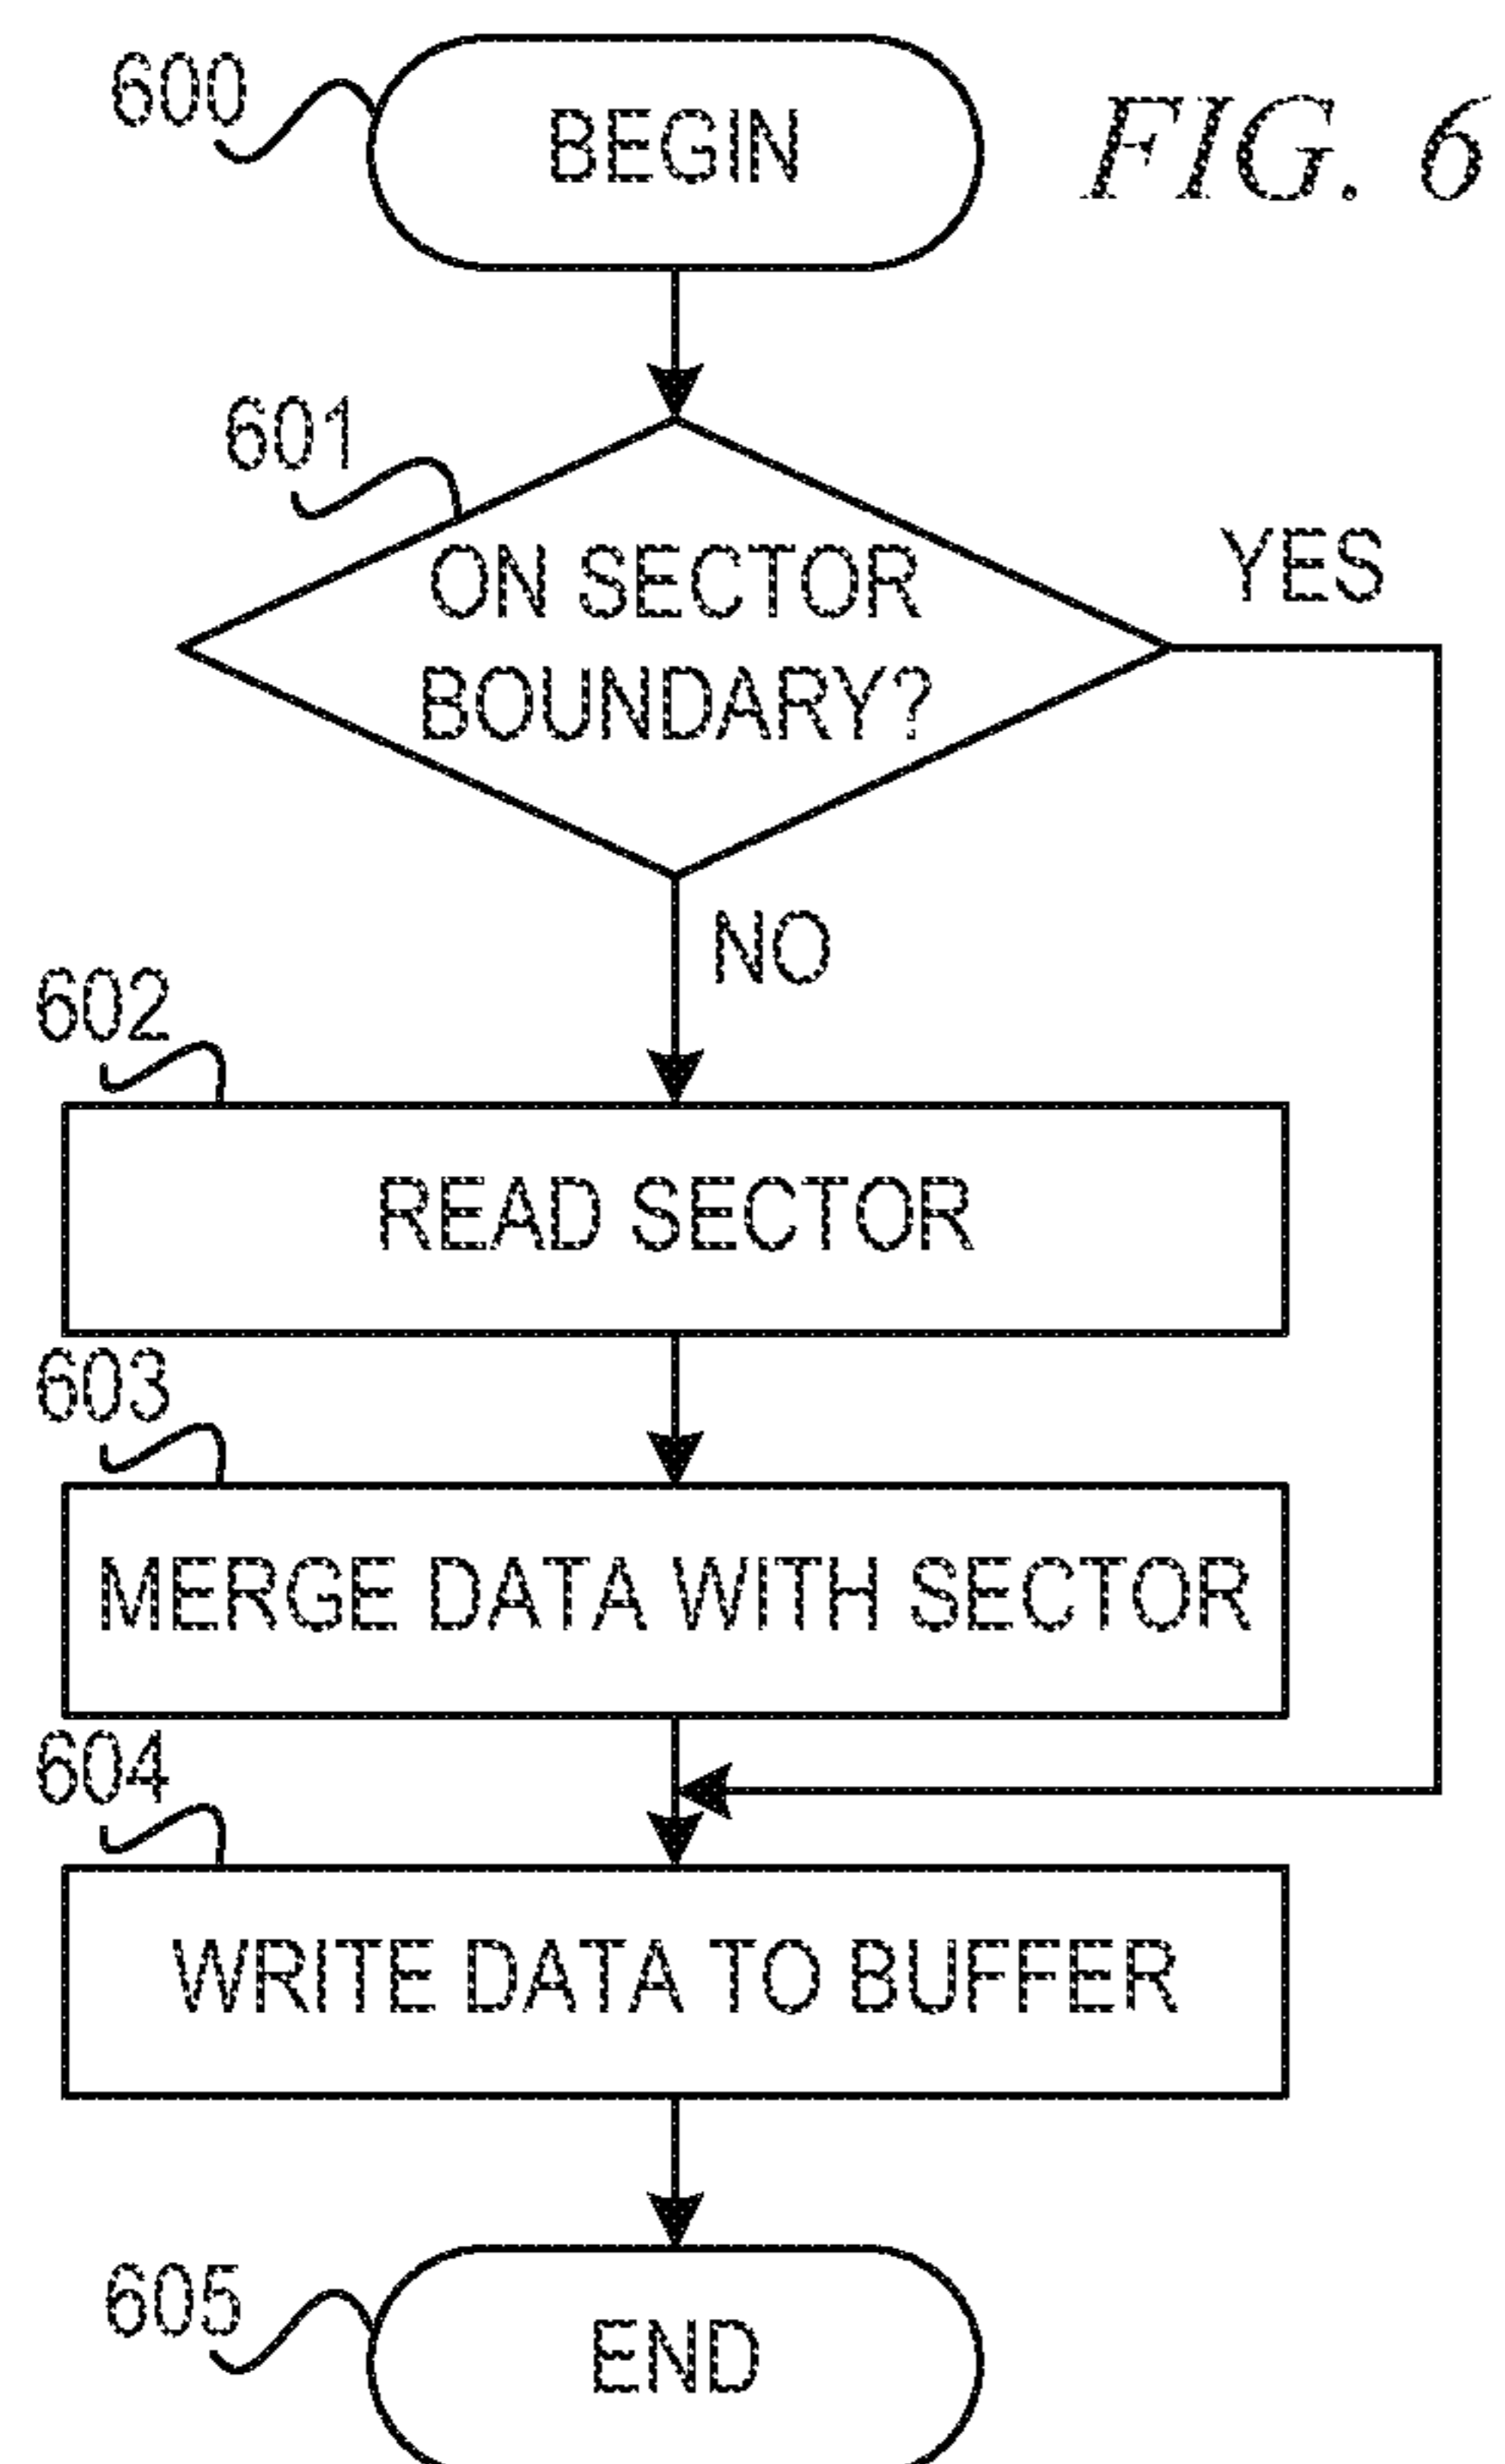 600
BEGIN
FIG. 6
601
ON SECTOR
BOUNDARY?
YES
NO
602
READ SECTOR
603
MERGE DATA WITH SECTOR
604
WRITE DATA TO BUFFER
605
END